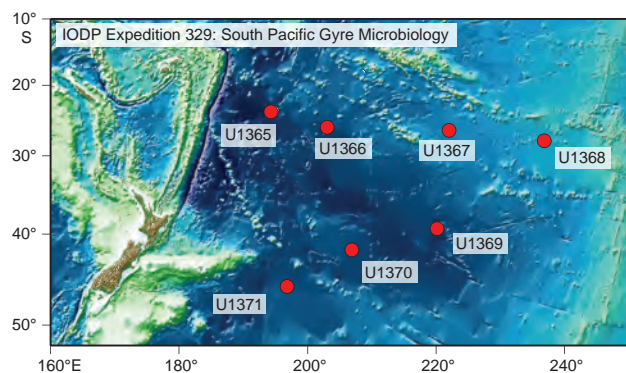 10°
S
IODP Expedition 329: South Pacific Gyre Microbiology
20°
U1365
U1366
U1367
U1368
30°
40°
U1369
U1370
U1371
50°
160°E
180°
200°
220°
240°